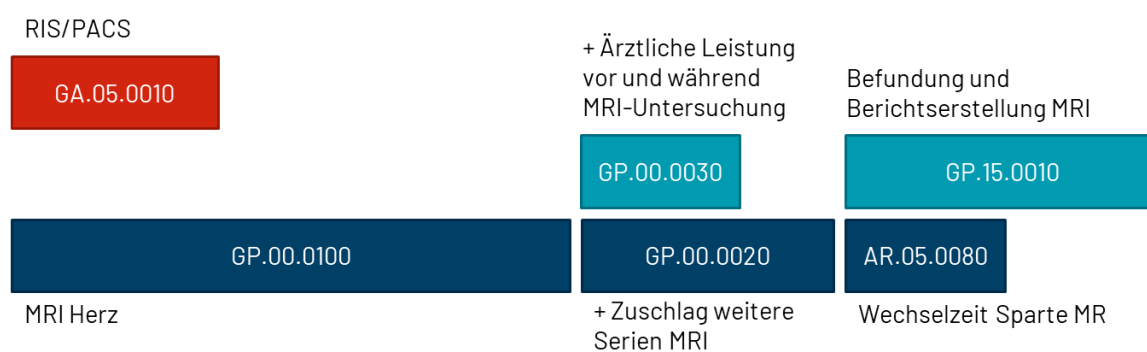 RIS/PACS
GA.05.0010
+ Ärztliche Leistung
vor und während
MRI-Untersuchung
Befundung und
Berichtserstellung MRI
GP.00.0030
GP.15.0010
GP.00.0100
GP.00.0020
AR.05.0080
MRI Herz
+ Zuschlag weitere
Serien MRI
Wechselzeit Sparte MR